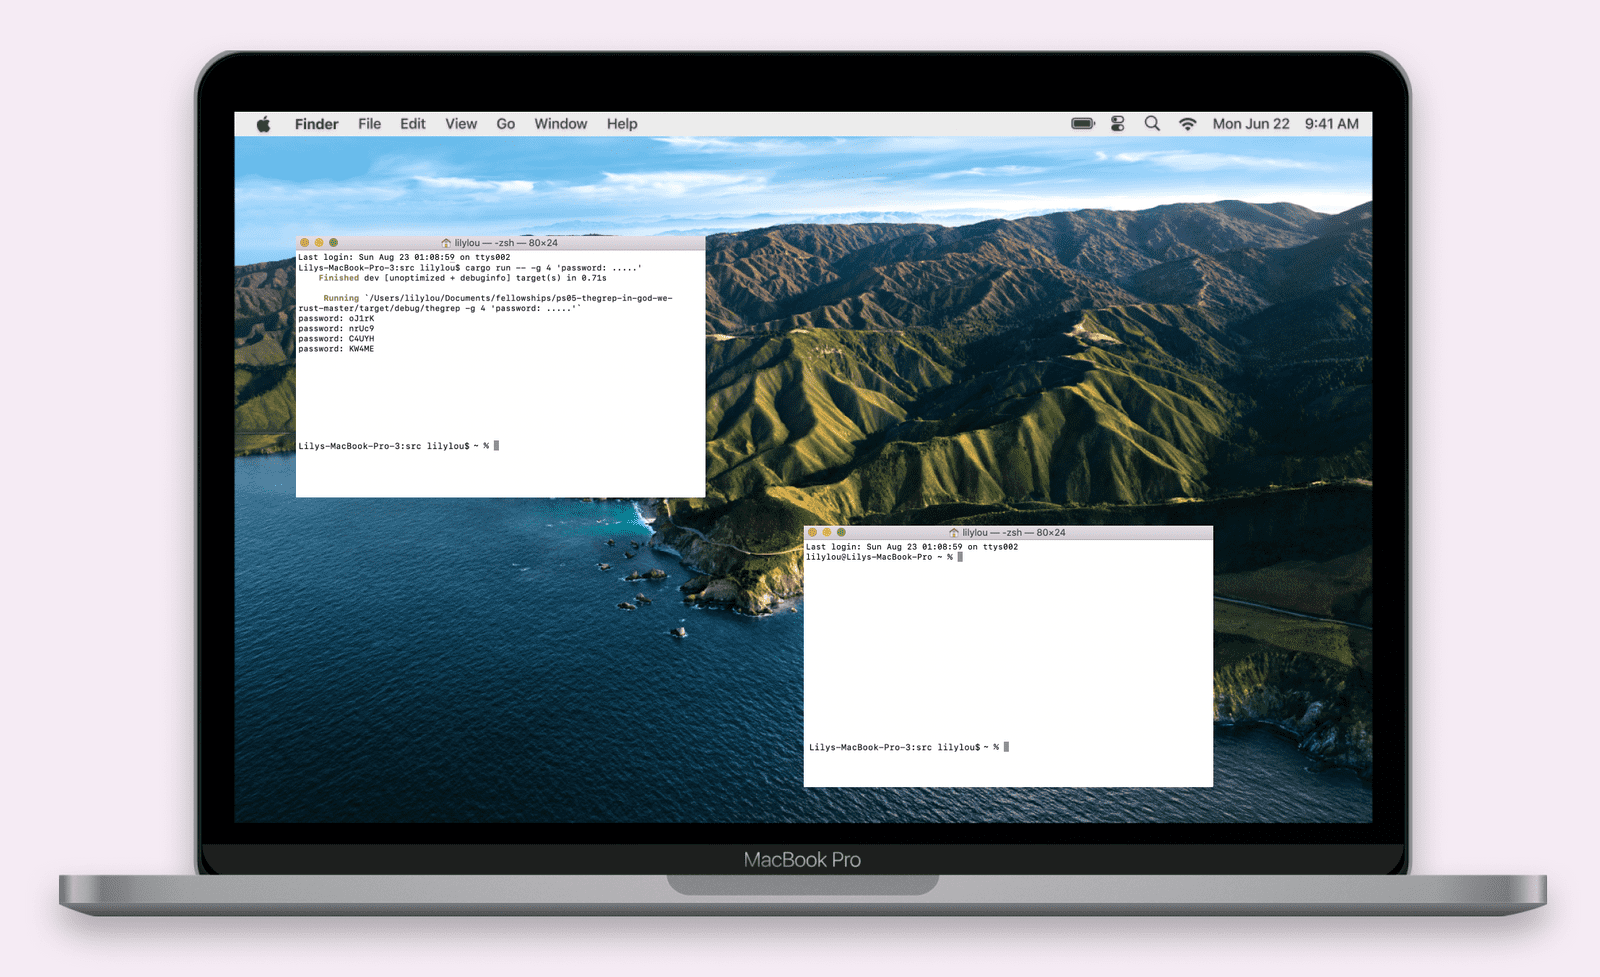 Finder File Edit View Go Window Help Mon Jun 22 9:41 AM
lilylou — -zsh — 80×24
Last login: Sun Aug 23 01:08:59 on ttys002
Lilys-MacBook-Pro-3:src lilylou$ cargo run -- -g 4 'password: .....'
Finished dev [unoptimized + debuginfo] target(s) in 0.71s
Running `/Users/lilylou/Documents/fellowships/ps05-thegrep-in-god-we-
rust-master/target/debug/thegrep -g 4 'password: .....'`
password: oJ1rK
password: nrUc9
password: C4UYH
password: KW4ME
Lilys-MacBook-Pro-3:src lilylou$ ~ %
lilylou — -zsh — 80×24
Last login: Sun Aug 23 01:08:59 on ttys002
lilylou@Lilys-MacBook-Pro ~ %
Lilys-MacBook-Pro-3:src lilylou$ ~ %
MacBook Pro